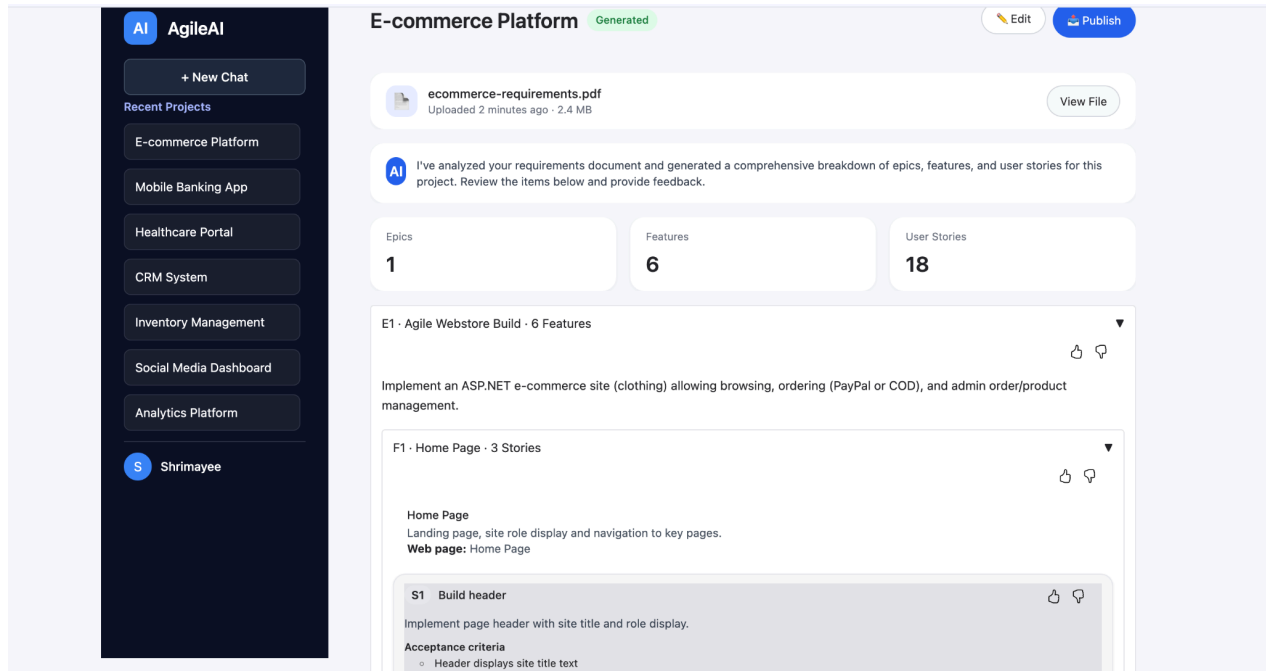 AI AgileAI
+ New Chat
Recent Projects
E-commerce Platform
Mobile Banking App
Healthcare Portal
CRM System
Inventory Management
Social Media Dashboard
Analytics Platform
S Shrimayee
E-commerce Platform Generated
Edit
Publish
ecommerce-requirements.pdf
Uploaded 2 minutes ago · 2.4 MB
View File
AI
I've analyzed your requirements document and generated a comprehensive breakdown of epics, features, and user stories for this
project. Review the items below and provide feedback.
Epics
1
Features
6
User Stories
18
E1 · Agile Webstore Build · 6 Features
Implement an ASP.NET e-commerce site (clothing) allowing browsing, ordering (PayPal or COD), and admin order/product
management.
F1 · Home Page · 3 Stories
Home Page
Landing page, site role display and navigation to key pages.
Web page: Home Page
S1 Build header
Implement page header with site title and role display.
Acceptance criteria
Header displays site title text